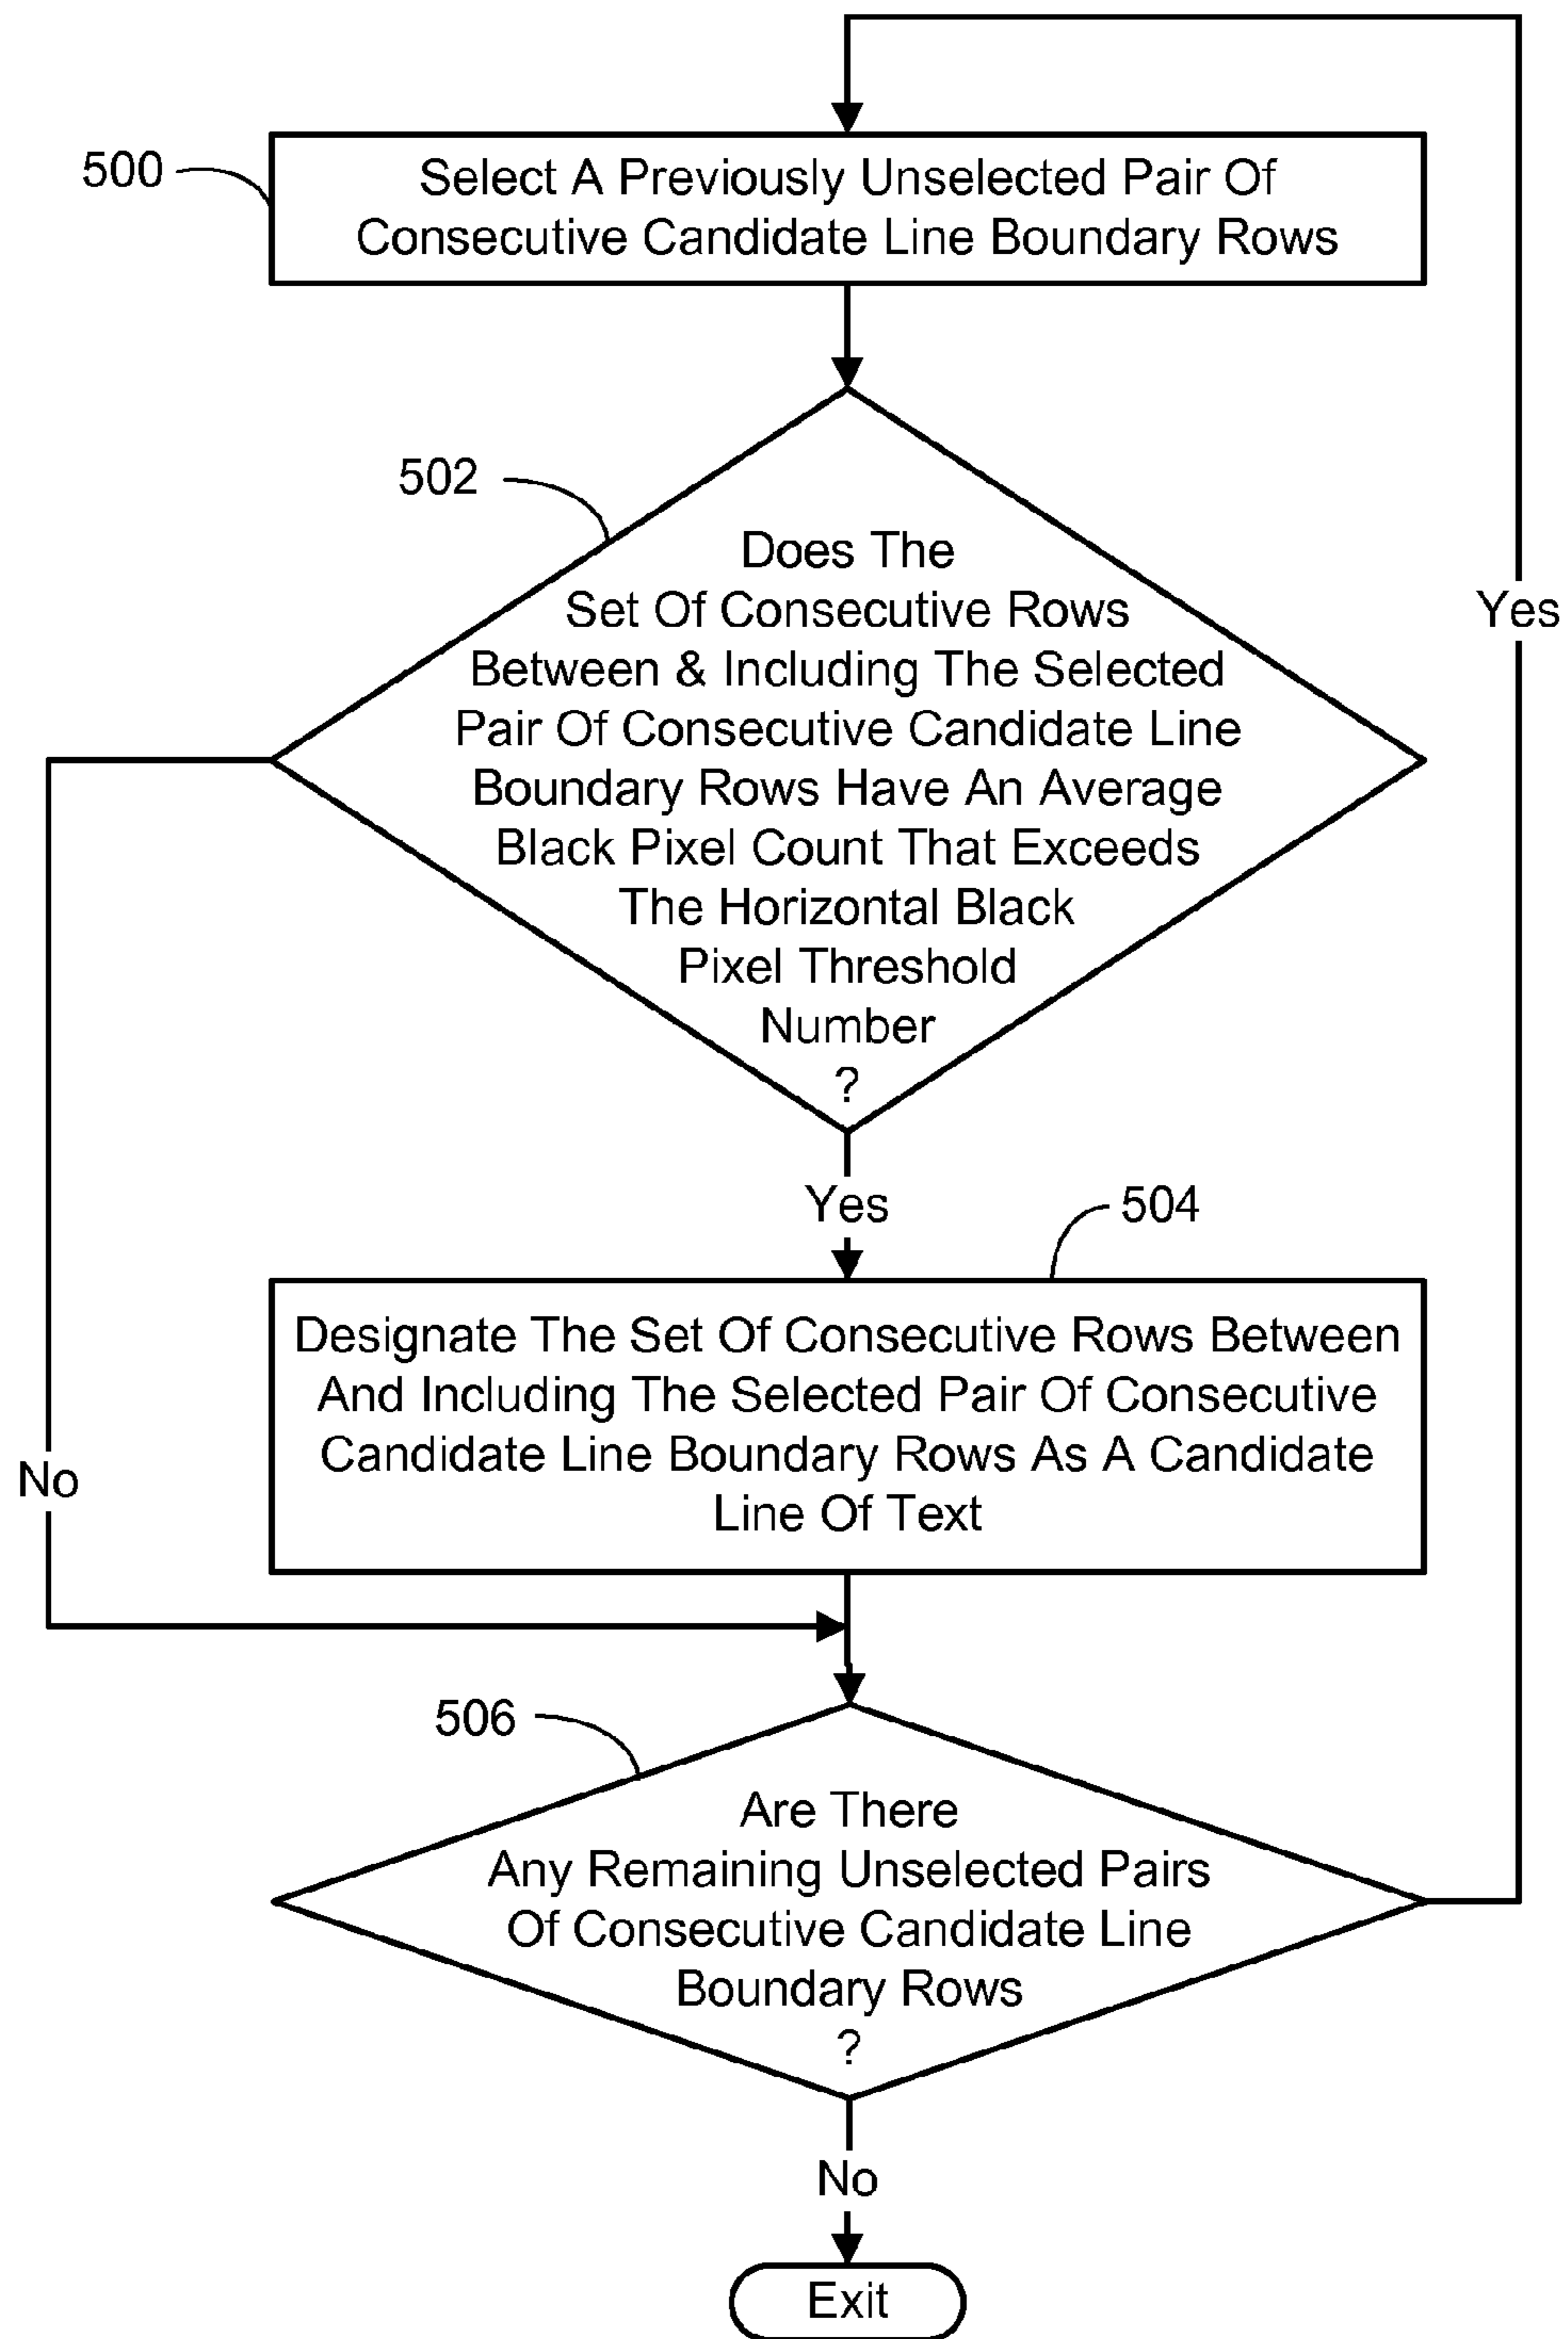 500
Select A Previously Unselected Pair Of
Consecutive Candidate Line Boundary Rows
502
Does The
Set Of Consecutive Rows
Between & Including The Selected
Pair Of Consecutive Candidate Line
Boundary Rows Have An Average
Black Pixel Count That Exceeds
The Horizontal Black
Pixel Threshold
Number
?
Yes
Yes
504
Designate The Set Of Consecutive Rows Between
And Including The Selected Pair Of Consecutive
Candidate Line Boundary Rows As A Candidate
Line Of Text
No
506
Are There
Any Remaining Unselected Pairs
Of Consecutive Candidate Line
Boundary Rows
?
No
Exit